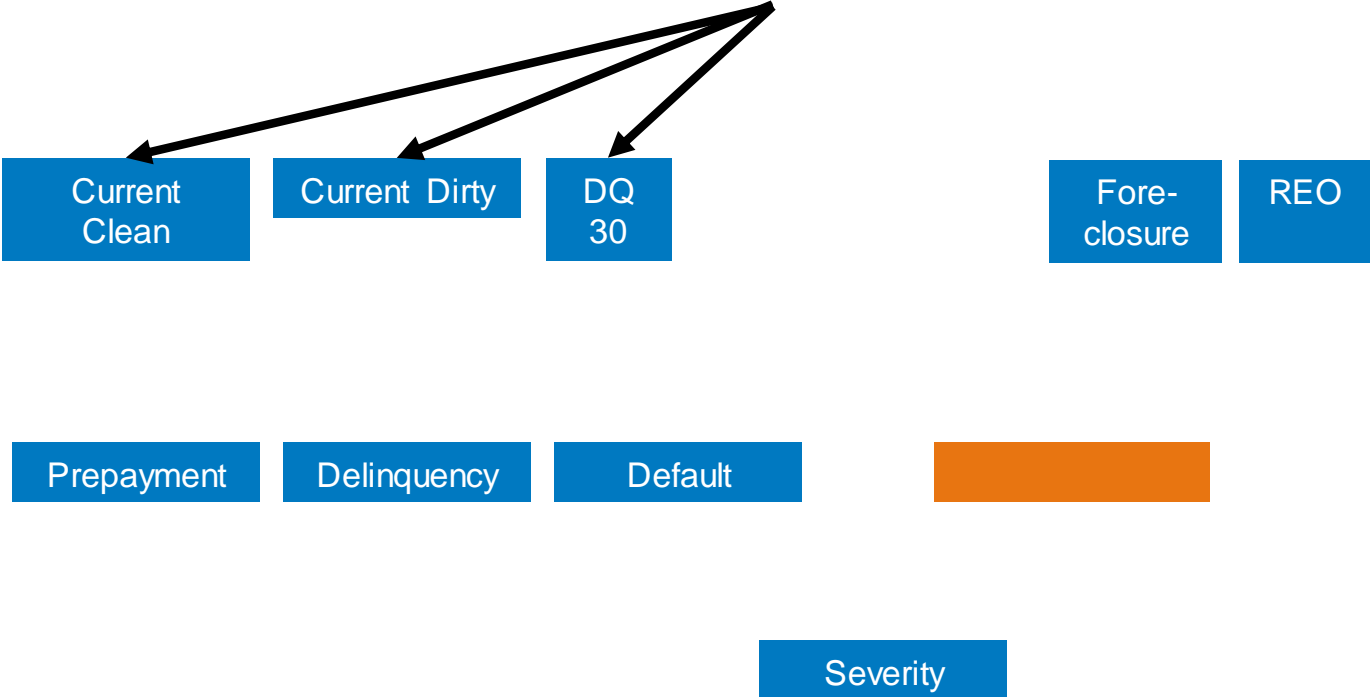 Current
Clean
Current Dirty
DQ
30
Fore-
closure
REO
Prepayment
Delinquency
Default
Severity